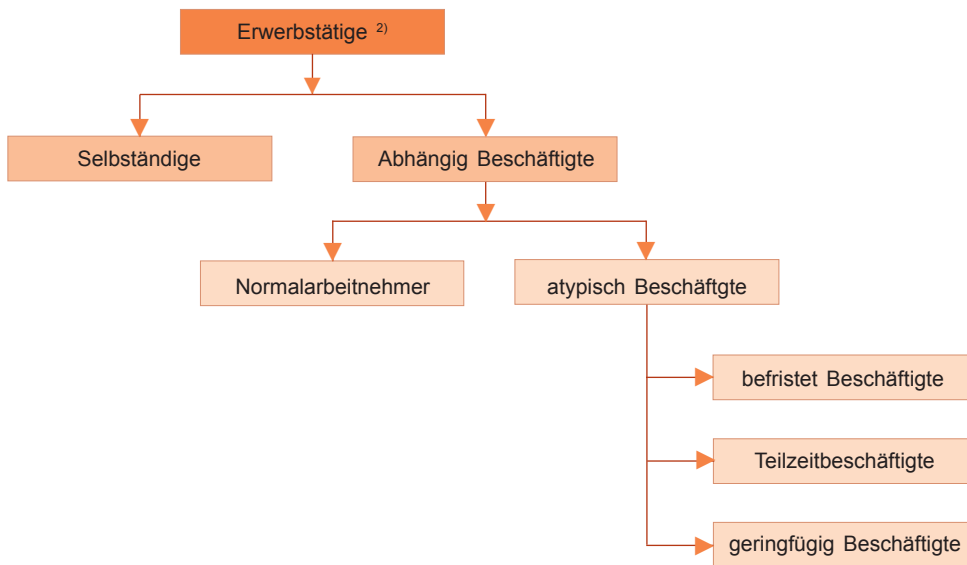 Erwerbstätige 2)
Selbständige
Abhängig Beschäftigte
Normalarbeitnehmer
atypisch Beschäftgte
befristet Beschäftigte
Teilzeitbeschäftigte
geringfügig Beschäftigte